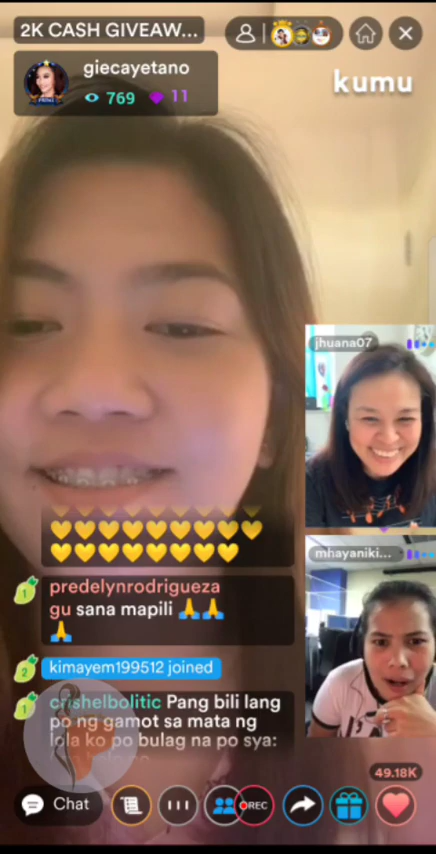 2K CASH GIVEAW...
giecayetano
769 11
kumu
jhuana07
mhayaniki...
predelynrodrigueza
gu sana mapili 🙏🙏
🙏
kimayem199512 joined
crishelbolitic Pang bili lang
po ng gamot sa mata ng
lola ko po bulag na po sya:
49.18K
Chat
REC